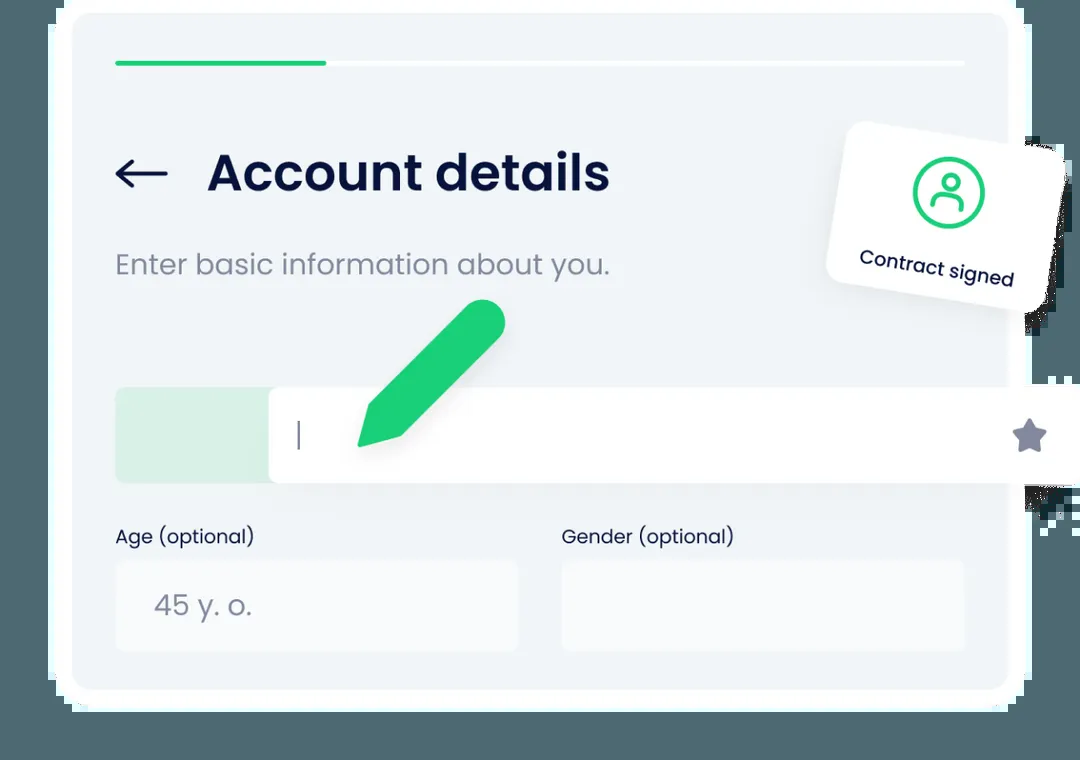 Account details
Contract signed
Enter basic information about you.
Age (optional)
Gender (optional)
45 y. o.